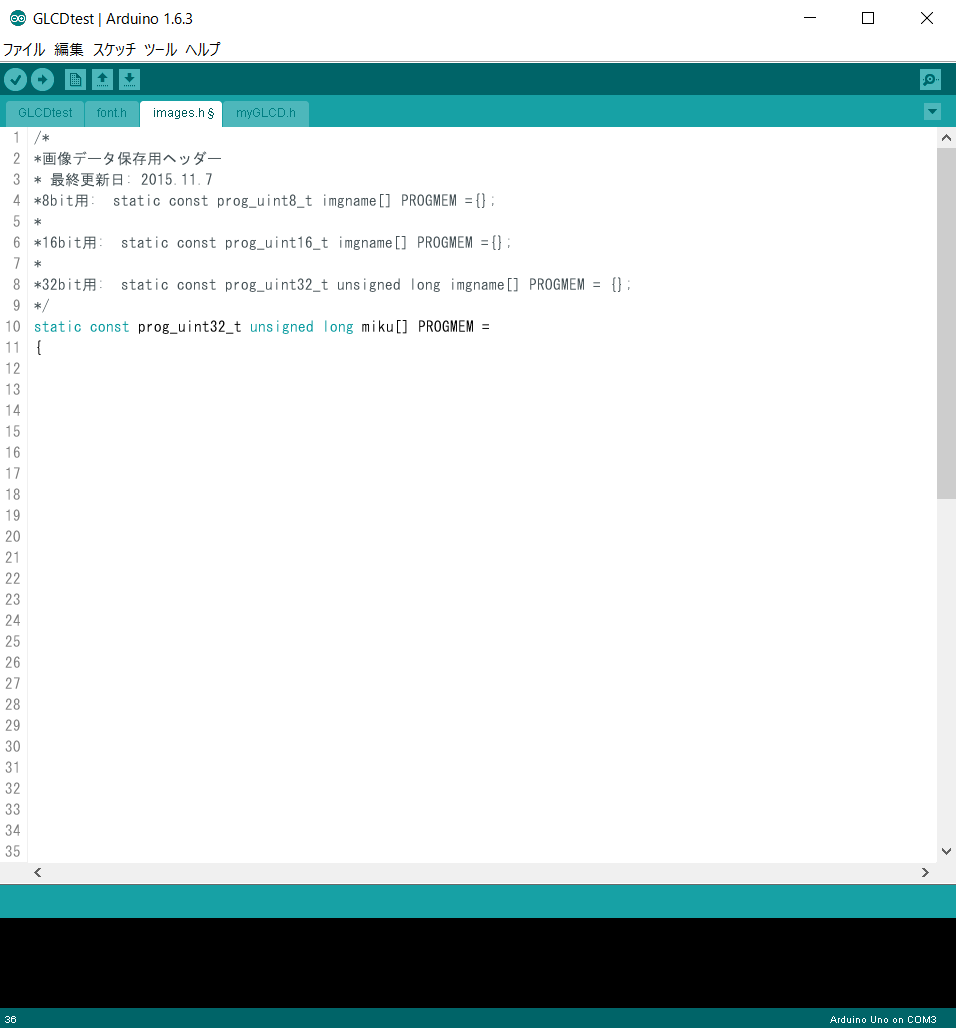 GLCDtest | Arduino 1.6.3
ファイル 編集 スケッチ ツール ヘルプ
GLCDtest font.h images.h § myGLCD.h
1 /*
2 *画像データ保存用ヘッダー
3 * 最終更新日: 2015.11.7
4 *8bit用: static const prog_uint8_t imgname[] PROGMEM ={};
5 *
6 *16bit用: static const prog_uint16_t imgname[] PROGMEM ={};
7 *
8 *32bit用: static const prog_uint32_t unsigned long imgname[] PROGMEM = {};
9 */
10 static const prog_uint32_t unsigned long miku[] PROGMEM =
11 {
12
13
14
15
16
17
18
19
20
21
22
23
24
25
26
27
28
29
30
31
32
33
34
35
36 Arduino Uno on COM3